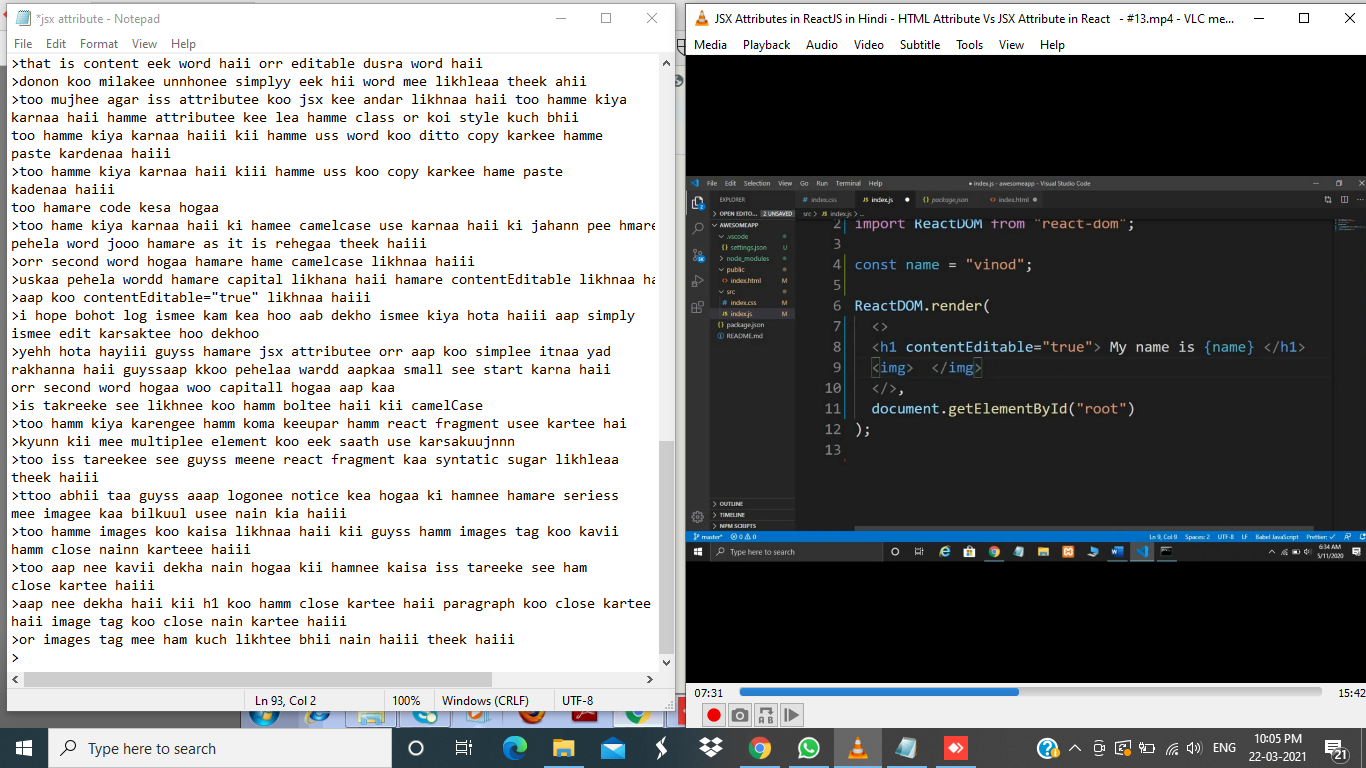 *jsx attribute - Notepad
File Edit Format View Help
>that is content eek word haii orr editable dusra word haii
>donon koo milakee unnhonee simplyy eek hii word mee likhleaa theek ahii
>too mujhee agar iss attributee koo jsx kee andar likhnaa haii too hamme kiya
karnaa haii hamme attributee kee lea hamme class or koi style kuch bhii
too hamme kiya karnaa haiii kii hamme uss word koo ditto copy karkee hamme
paste kardenaa haiii
>too hamme kiya karnaa haii kiii hamme uss koo copy karkee hame paste
kadenaa haiii
too hamare code kesa hogaa
>too hame kiya karnaa haii ki hamee camelcase use karnaa haii ki jahann pee hmare
pehela word jooo hamare as it is rehegaa theek haiii
>orr second word hogaa hamare hame camelcase likhnaa haiii
>uskaa pehela wordd hamare capital likhana haii hamare contentEditable likhnaa ha
>aap koo contentEditable="true" likhnaa haiii
>i hope bohot log ismee kam kea hoo aab dekho ismee kiya hota haiii aap simply
ismee edit karsaktee hoo dekhoo
>yehh hota hayiii guyss hamare jsx attributee orr aap koo simplee itnaa yad
rakhanna haii guyssaap kkoo pehelaa wardd aapkaa small see start karna haii
orr second word hogaa woo capitall hogaa aap kaa
>is takreeke see likhnee koo hamm boltee haii kii camelCase
>too hamm kiya karengee hamm koma keeupar hamm react fragment usee kartee hai
>kyunn kii mee multiplee element koo eek saath use karsakuujnnn
>too iss tareekee see guyss meene react fragment kaa syntatic sugar likhleaa
theek haiii
>ttoo abhii taa guyss aaap logonee notice kea hogaa ki hamnee hamare seriess
mee imagee kaa bilkuul usee nain kia haiii
>too hamme images koo kaisa likhnaa haii kii guyss hamm images tag koo kavii
hamm close nainn karteee haiii
>too aap nee kavii dekha nain hogaa kii hamnee kaisa iss tareeke see ham
close kartee haiii
>aap nee dekha haii kii h1 koo hamm close kartee haii paragraph koo close kartee
haii image tag koo close nain kartee haiii
>or images tag mee ham kuch likhtee bhii nain haiii theek haiii
>
Ln 93, Col 2 100% Windows (CRLF) UTF-8
JSX Attributes in ReactJS in Hindi - HTML Attribute Vs JSX Attribute in React - #13.mp4 - VLC me...
Media Playback Audio Video Subtitle Tools View Help
File Edit Selection View Go Run Terminal Help
● index.js - awesomeapp - Visual Studio Code
EXPLORER
OPEN EDITO... 2 UNSAVED
AWESOMEAPP
.vscode
settings.json U
node_modules
public
index.html M
src
index.css M
index.js M
package.json
README.md
OUTLINE
TIMELINE
NPM SCRIPTS
index.css index.js package.json index.html
src > index.js > ...
2 import ReactDOM from "react-dom";
3
4 const name = "vinod";
5
6 ReactDOM.render(
7 <>
8 <h1 contentEditable="true"> My name is {name} </h1>
9 <img> </img>
10 </>,
11 document.getElementById("root")
12 );
13
master* 0 0 Ln 9, Col 9 Spaces: 2 UTF-8 LF Babel JavaScript Prettier: ✓
Type here to search
6:34 AM
5/11/2020
07:31 15:42
Type here to search
ENG
10:05 PM
22-03-2021
21